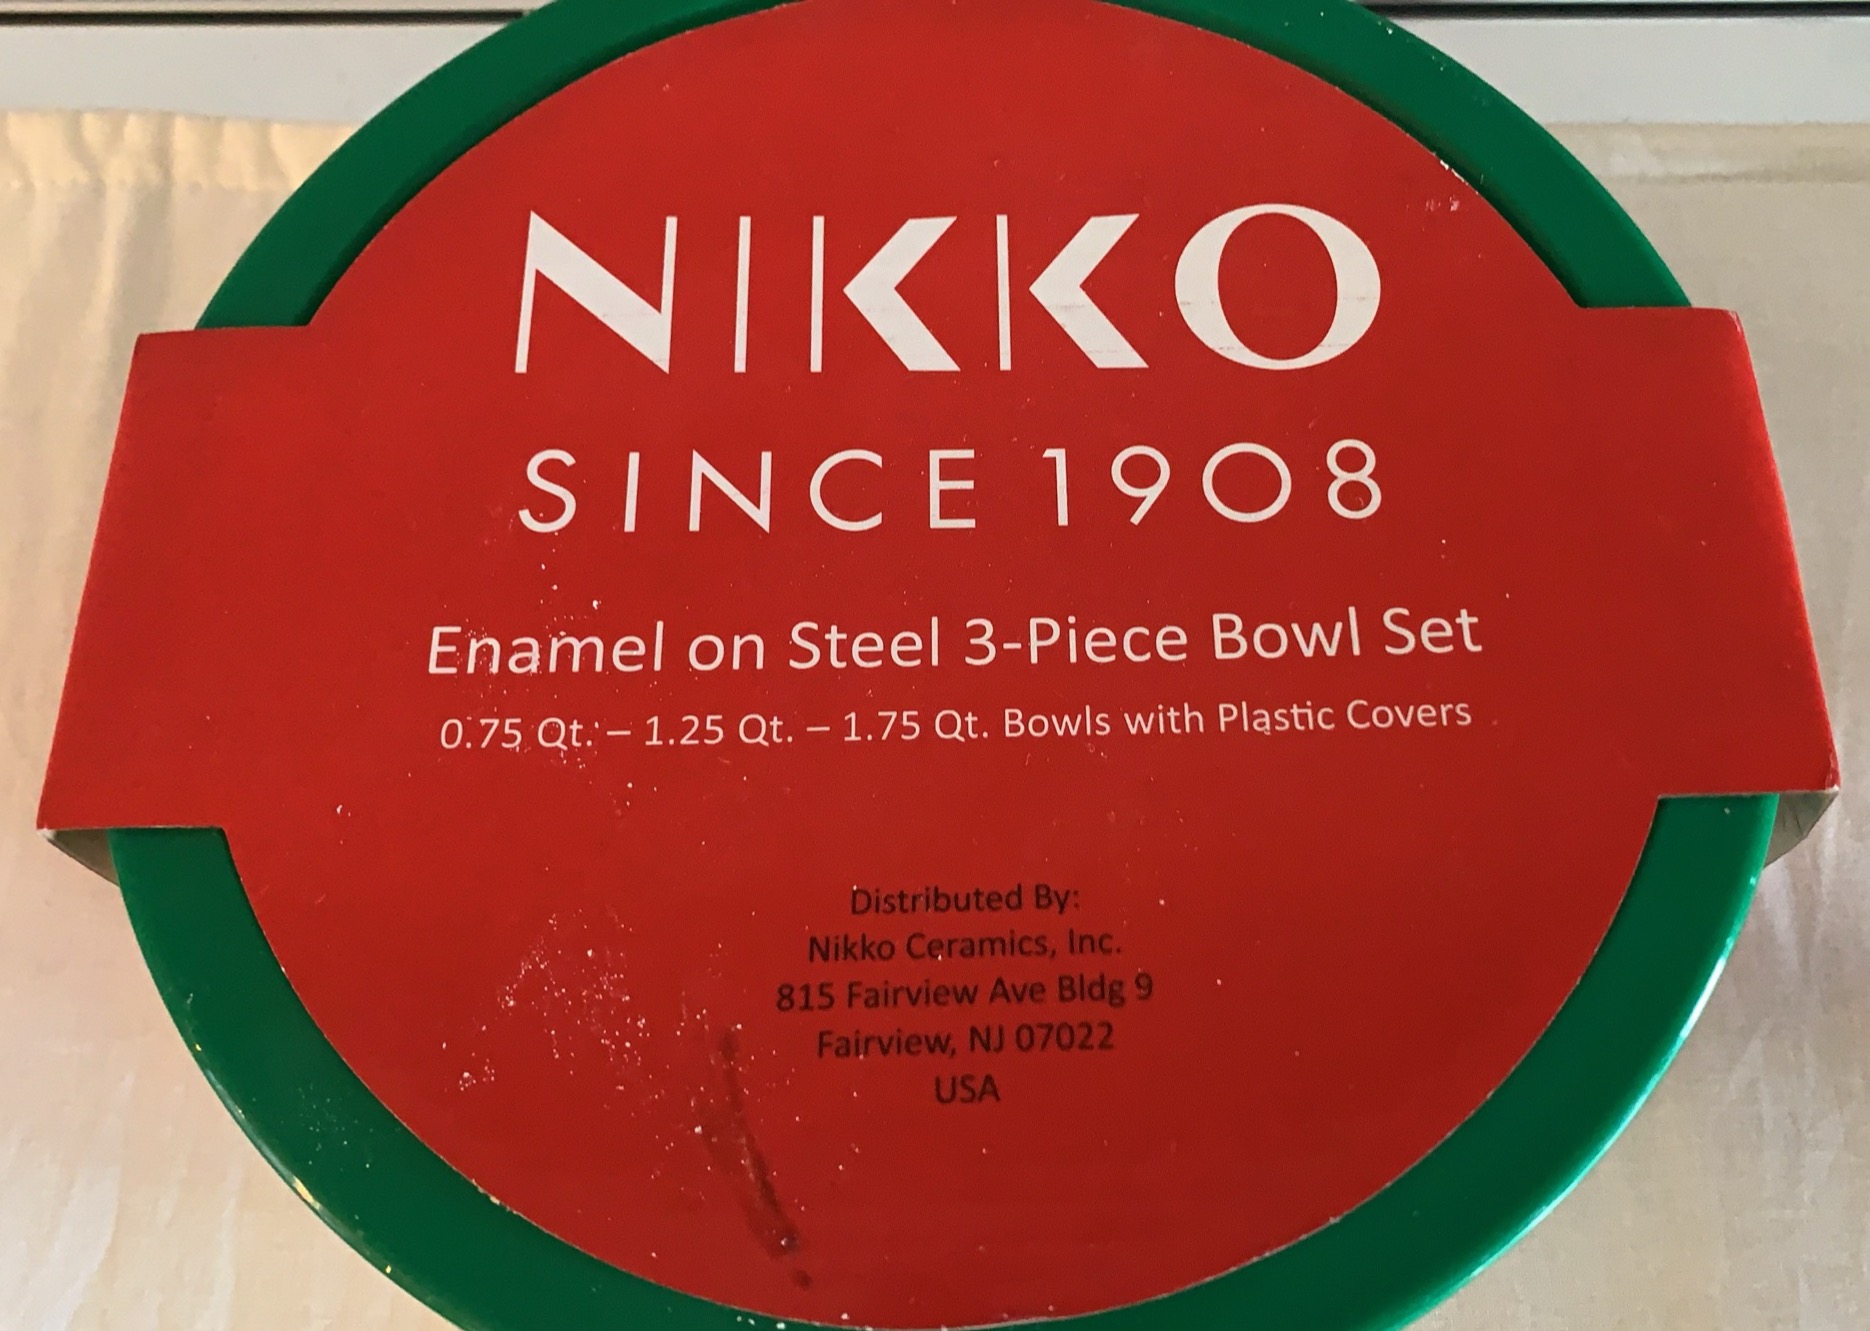 NIKKO
SINCE 1908
Enamel on Steel 3-Piece Bowl Set
0.75 Qt. – 1.25 Qt. – 1.75 Qt. Bowls with Plastic Covers
Distributed By:
Nikko Ceramics, Inc.
815 Fairview Ave Bldg 9
Fairview, NJ 07022
USA